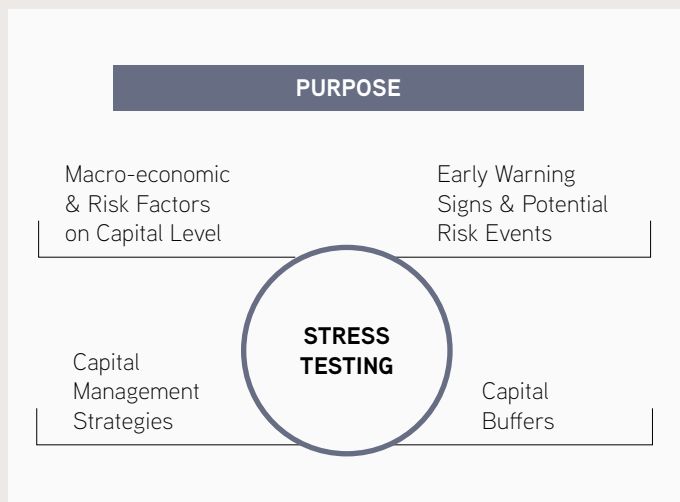 PURPOSE
Macro-economic
& Risk Factors
on Capital Level
Early Warning
Signs & Potential
Risk Events
STRESS
TESTING
Capital
Management
Strategies
Capital
Buffers